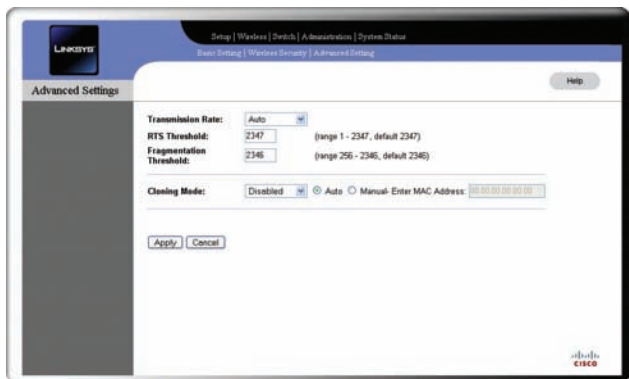 LINKSYS
Setup | Wireless | Switch | Administration | System Status
Basic Setting | Wireless Security | Advanced Setting
Help
Advanced Settings
Transmission Rate: Auto
RTS Threshold: 2347 (range 1 - 2347, default 2347)
Fragmentation Threshold: 2346 (range 256 - 2346, default 2346)
Cloning Mode: Disabled Auto Manual- Enter MAC Address: 00:00:00:00:00:00
Apply Cancel
CISCO